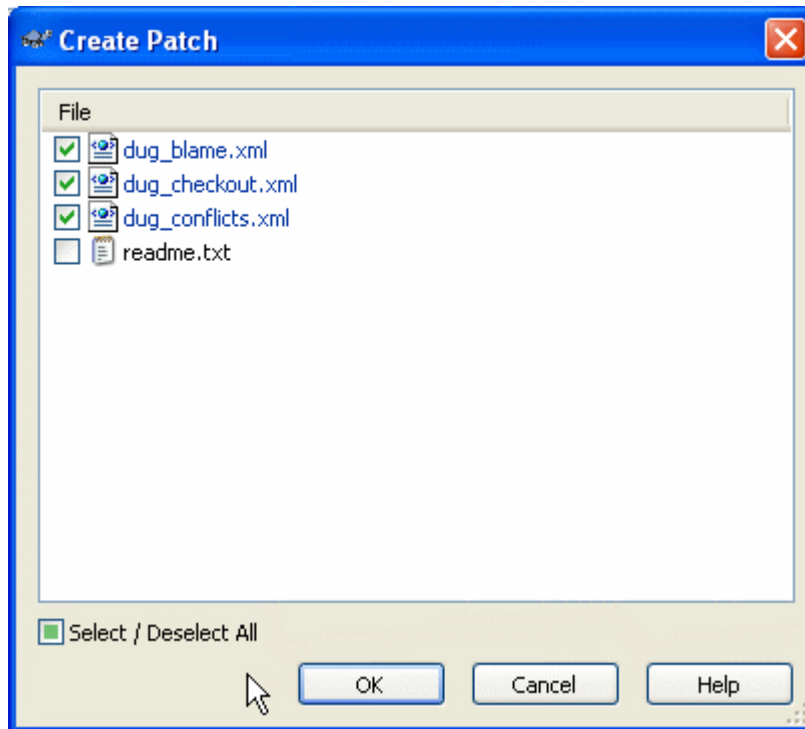 Create Patch
File
dug_blame.xml
dug_checkout.xml
dug_conflicts.xml
readme.txt
Select / Deselect All
OK Cancel Help